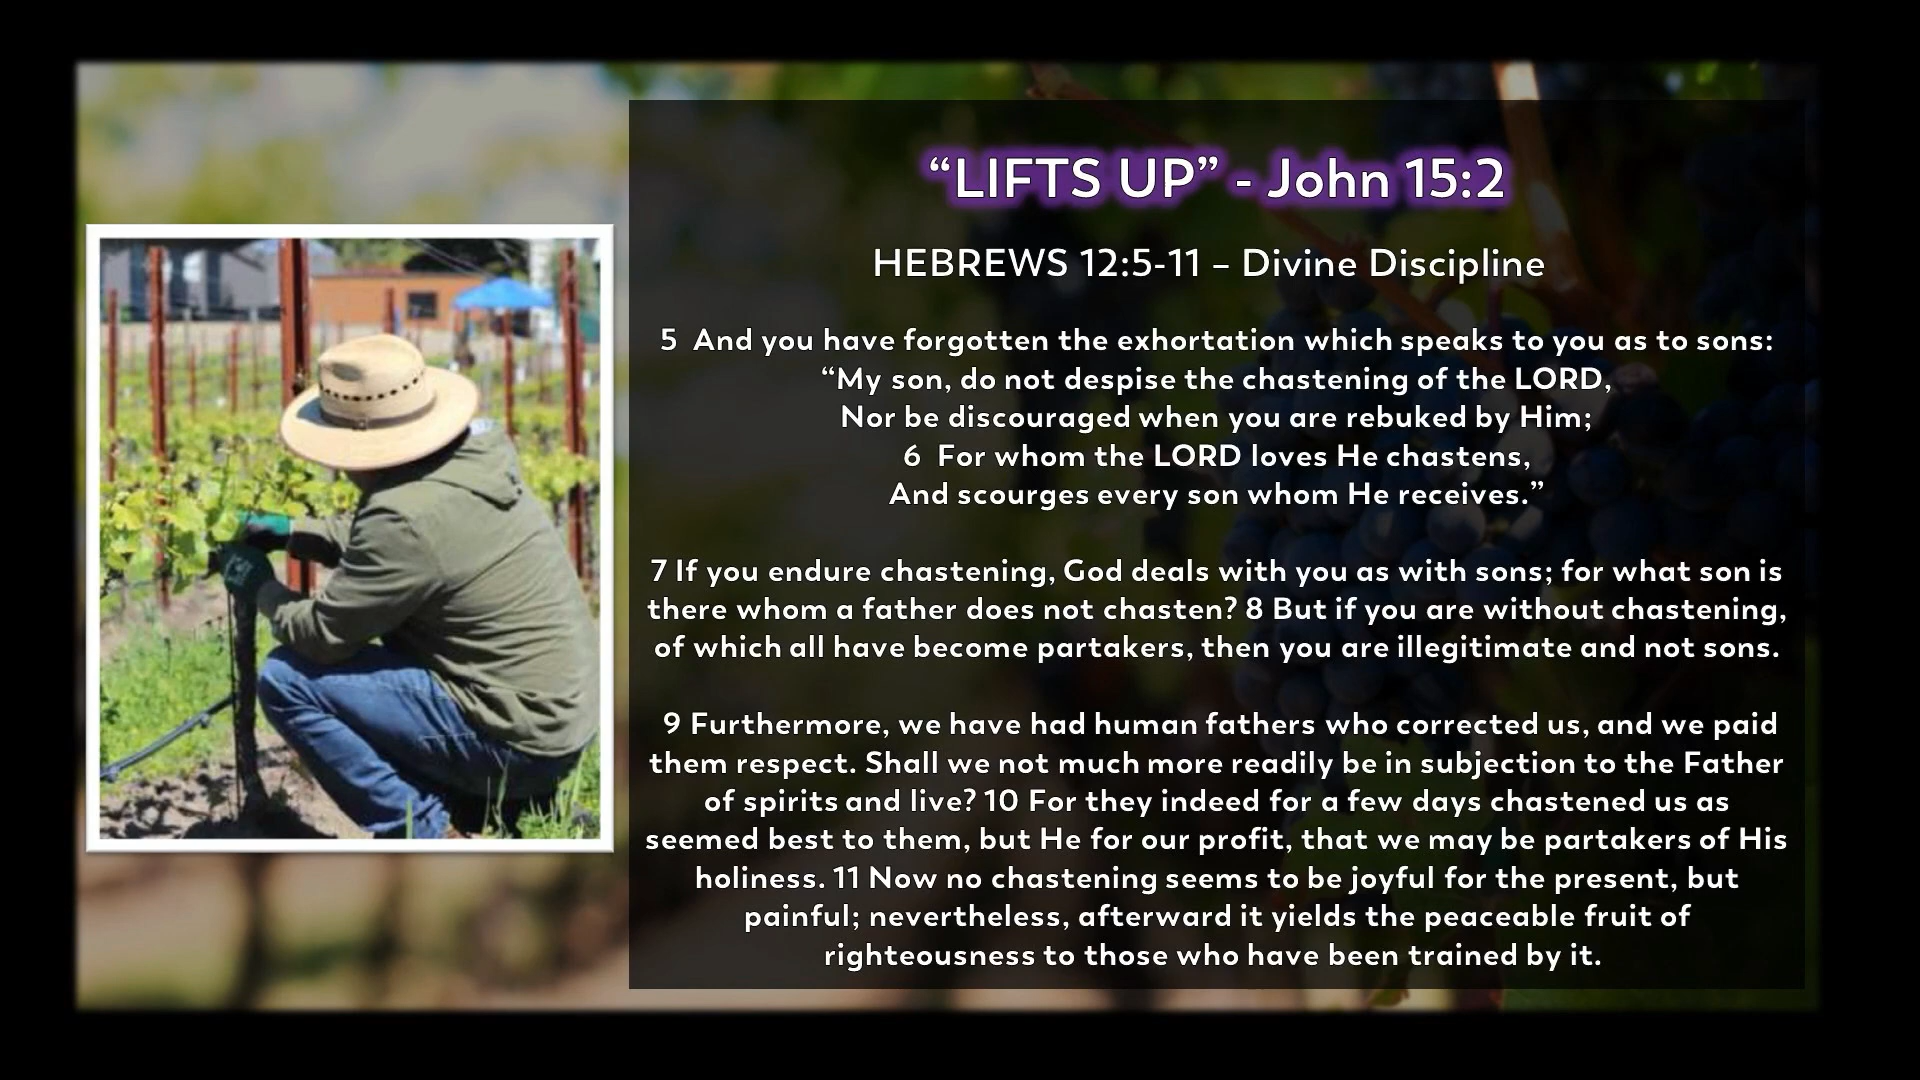 “LIFTS UP” - John 15:2
HEBREWS 12:5-11 – Divine Discipline
5 And you have forgotten the exhortation which speaks to you as to sons:
“My son, do not despise the chastening of the LORD,
Nor be discouraged when you are rebuked by Him;
6 For whom the LORD loves He chastens,
And scourges every son whom He receives.”
7 If you endure chastening, God deals with you as with sons; for what son is
there whom a father does not chasten? 8 But if you are without chastening,
of which all have become partakers, then you are illegitimate and not sons.
9 Furthermore, we have had human fathers who corrected us, and we paid
them respect. Shall we not much more readily be in subjection to the Father
of spirits and live? 10 For they indeed for a few days chastened us as
seemed best to them, but He for our profit, that we may be partakers of His
holiness. 11 Now no chastening seems to be joyful for the present, but
painful; nevertheless, afterward it yields the peaceable fruit of
righteousness to those who have been trained by it.